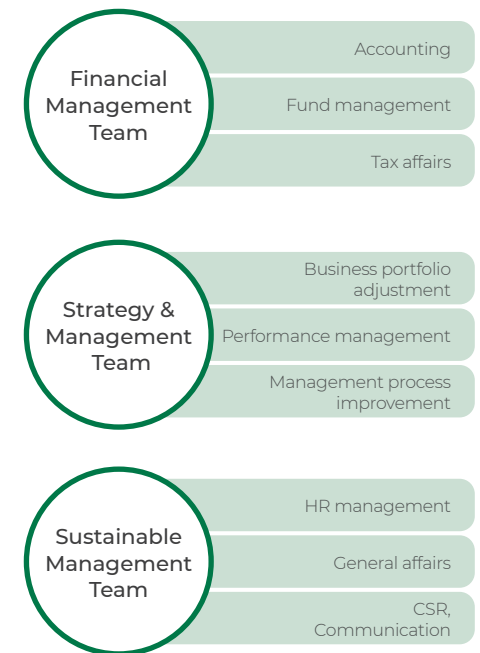 Financial
Management
Team
Accounting
Fund management
Tax affairs
Strategy &
Management
Team
Business portfolio
adjustment
Performance management
Management process
improvement
Sustainable
Management
Team
HR management
General affairs
CSR,
Communication